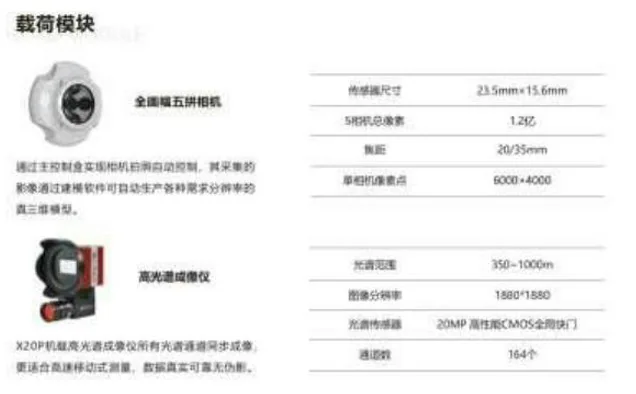 载荷模块
全画幅五拼相机
通过主控制盒实现相机拍照自动控制，其采集的
影像通过建模软件可自动生产各种需求分辨率的
真三维模型。
传感器尺寸 23.5mm×15.6mm
5相机总像素 1.2亿
焦距 20/35mm
单相机像素点 6000×4000
高光谱成像仪
X20P机载高光谱成像仪所有光谱通道同步成像，
更适合高速移动式测量，数据真实可靠无伪影。
光谱范围 350~1000m
图像分辨率 1880*1880
光谱传感器 20MP 高性能CMOS全局快门
通道数 164个